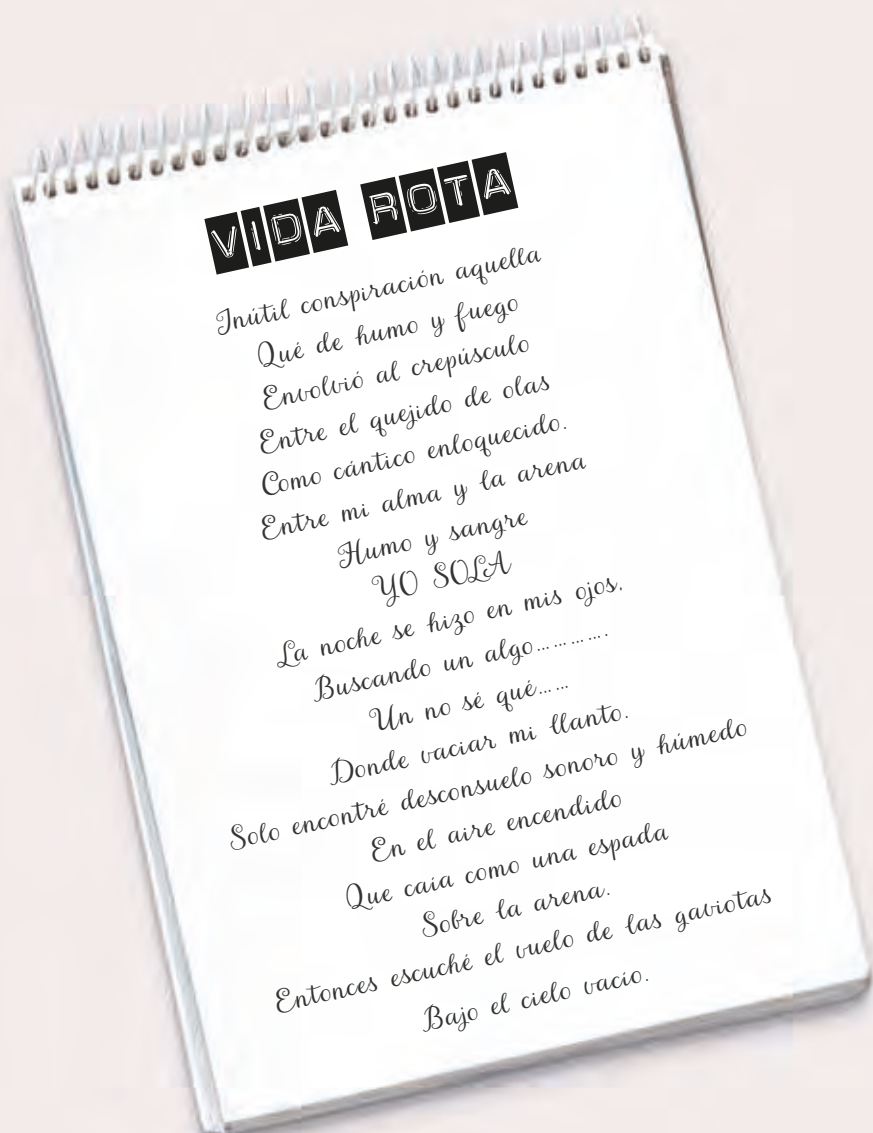 VIDA ROTA
Inútil conspiración aquella
Qué de humo y fuego
Envolvió al crepúsculo
Entre el quejido de olas
Como cántico enloquecido.
Entre mi alma y la arena
Humo y sangre
YO SOLA
La noche se hizo en mis ojos,
Buscando un algo............
Un no sé qué......
Donde vaciar mi llanto.
Solo encontré desconsuelo sonoro y húmedo
En el aire encendido
Que caía como una espada
Sobre la arena.
Entonces escuché el vuelo de las gaviotas
Bajo el cielo vacío.